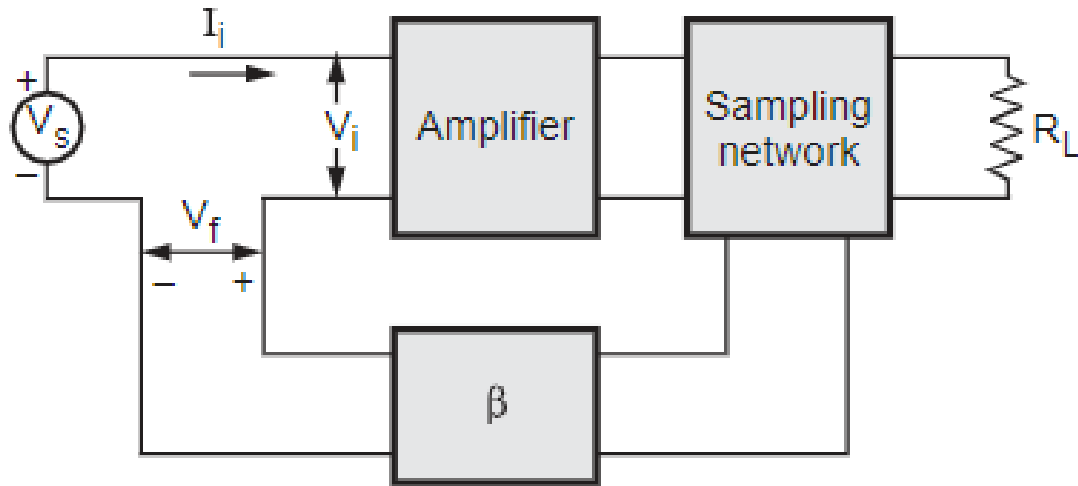 Ii
+
Vs
−
Vi
Amplifier
Sampling
network
RL
Vf
−
+
β